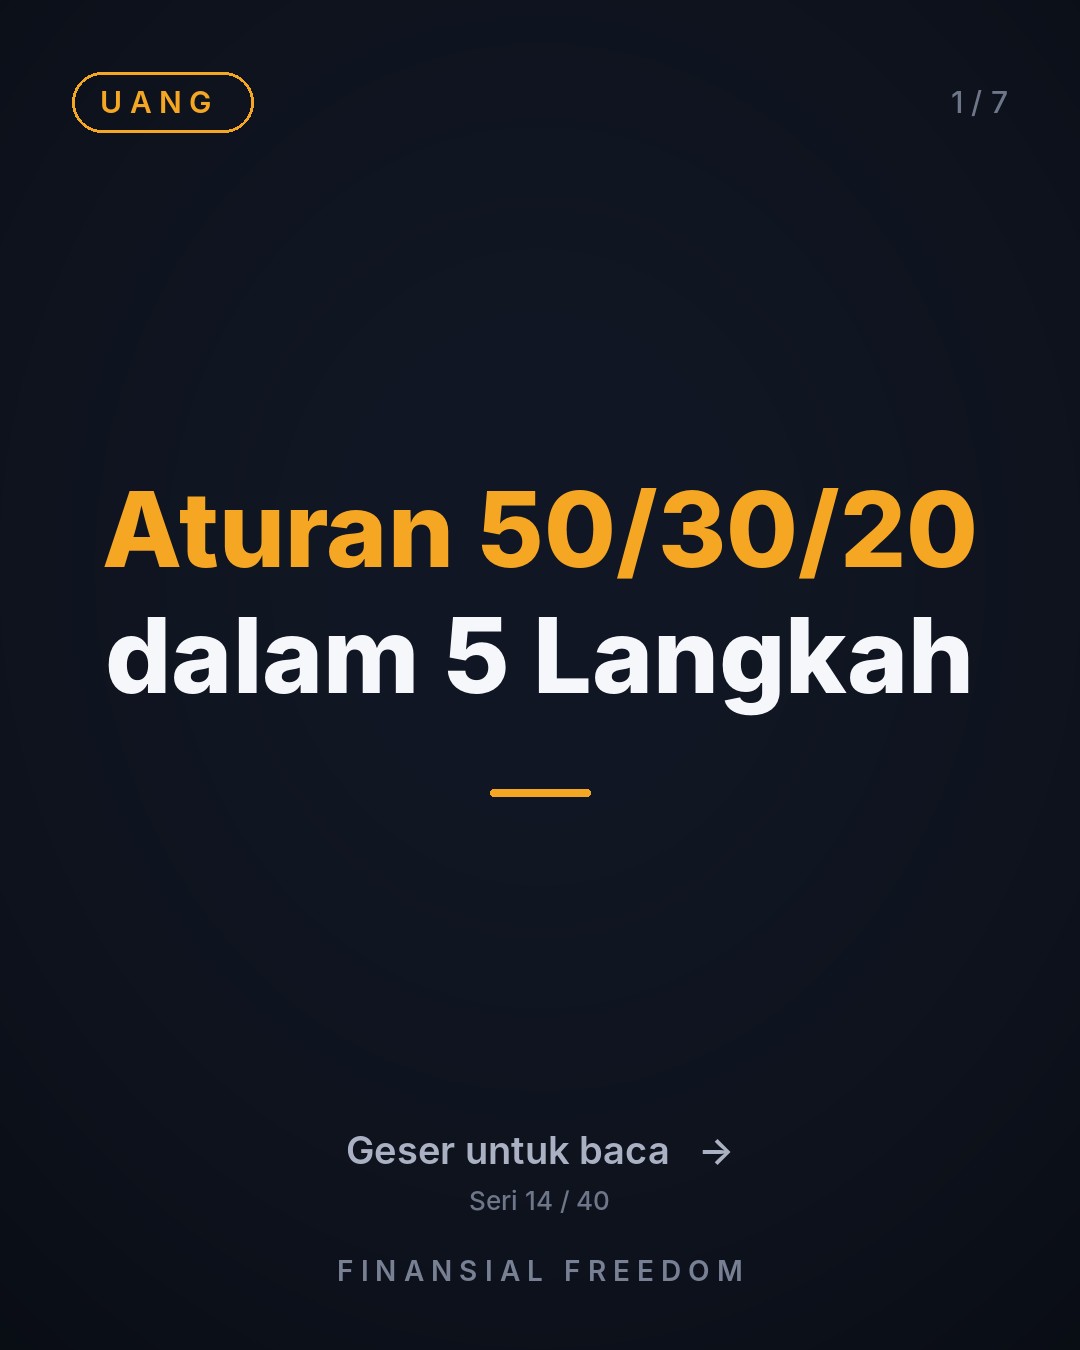 UANG
1 / 7
Aturan 50/30/20
dalam 5 Langkah
Geser untuk baca →
Seri 14 / 40
FINANSIAL FREEDOM